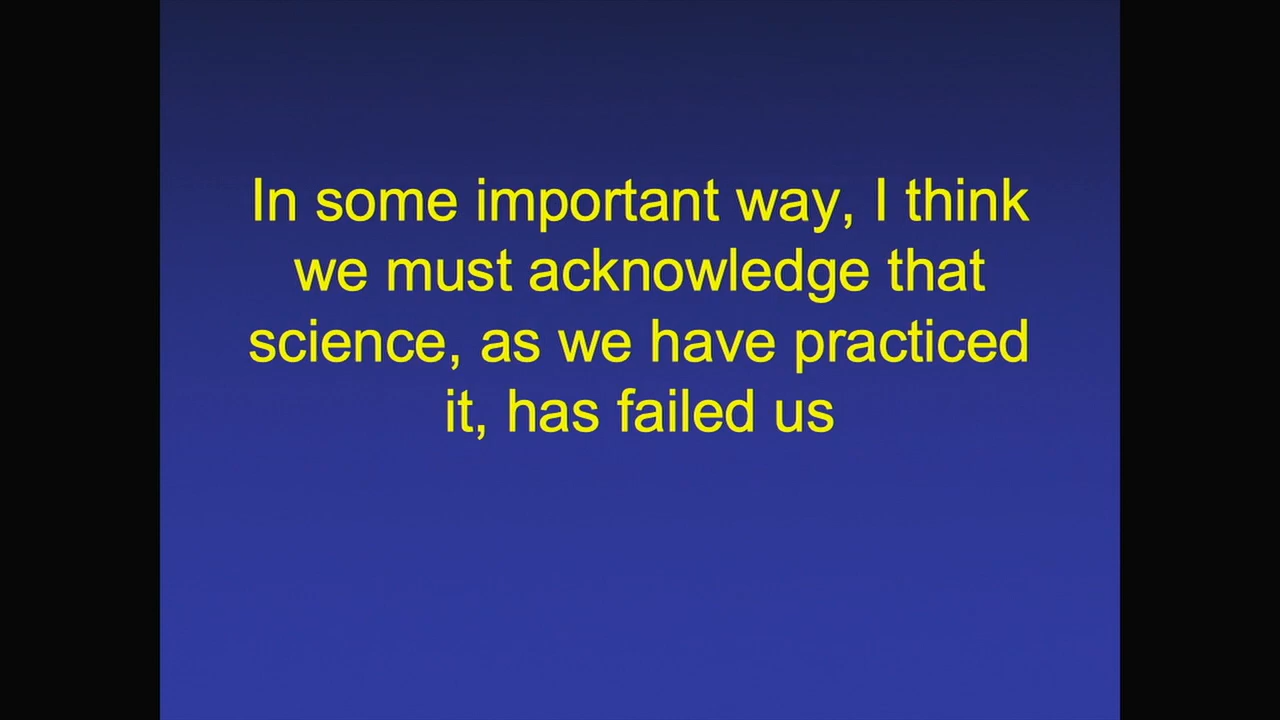 In some important way, I think
we must acknowledge that
science, as we have practiced
it, has failed us